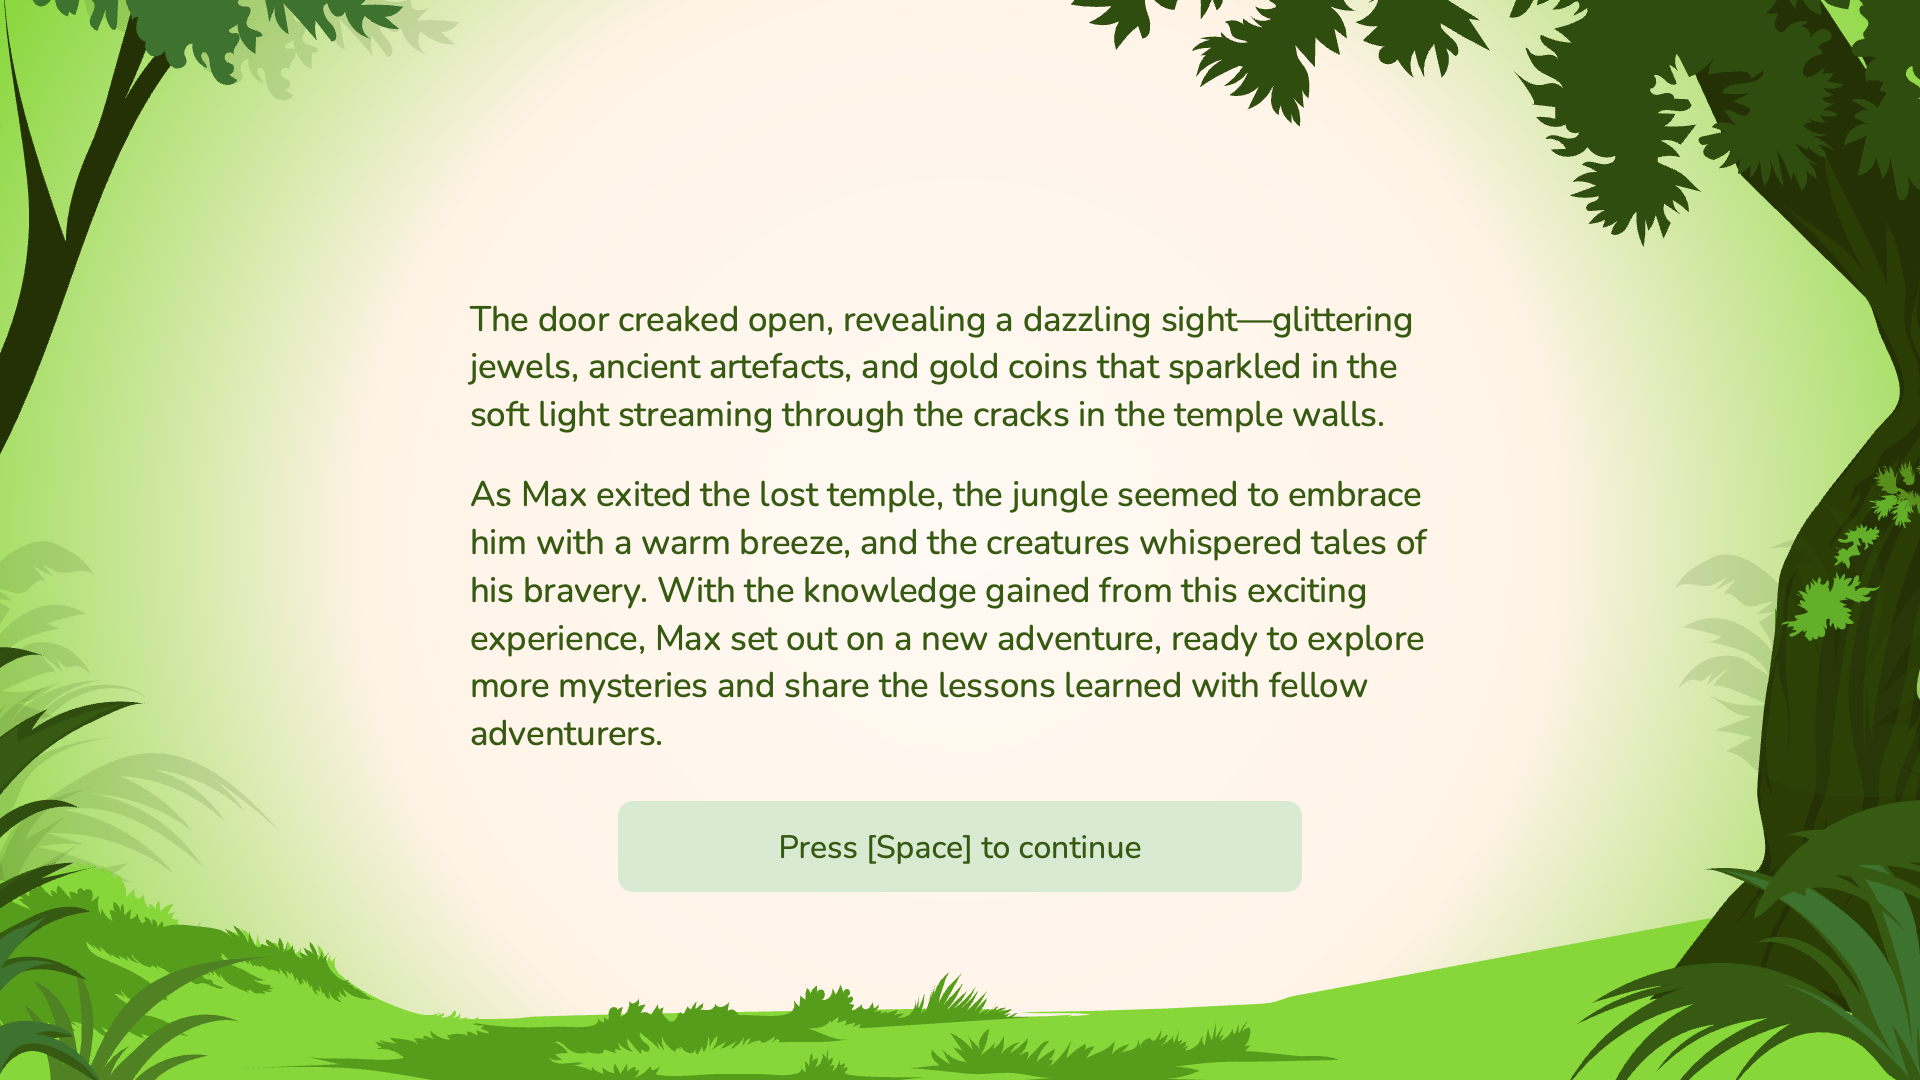 The door creaked open, revealing a dazzling sight—glittering
jewels, ancient artefacts, and gold coins that sparkled in the
soft light streaming through the cracks in the temple walls.
As Max exited the lost temple, the jungle seemed to embrace
him with a warm breeze, and the creatures whispered tales of
his bravery. With the knowledge gained from this exciting
experience, Max set out on a new adventure, ready to explore
more mysteries and share the lessons learned with fellow
adventurers.
Press [Space] to continue